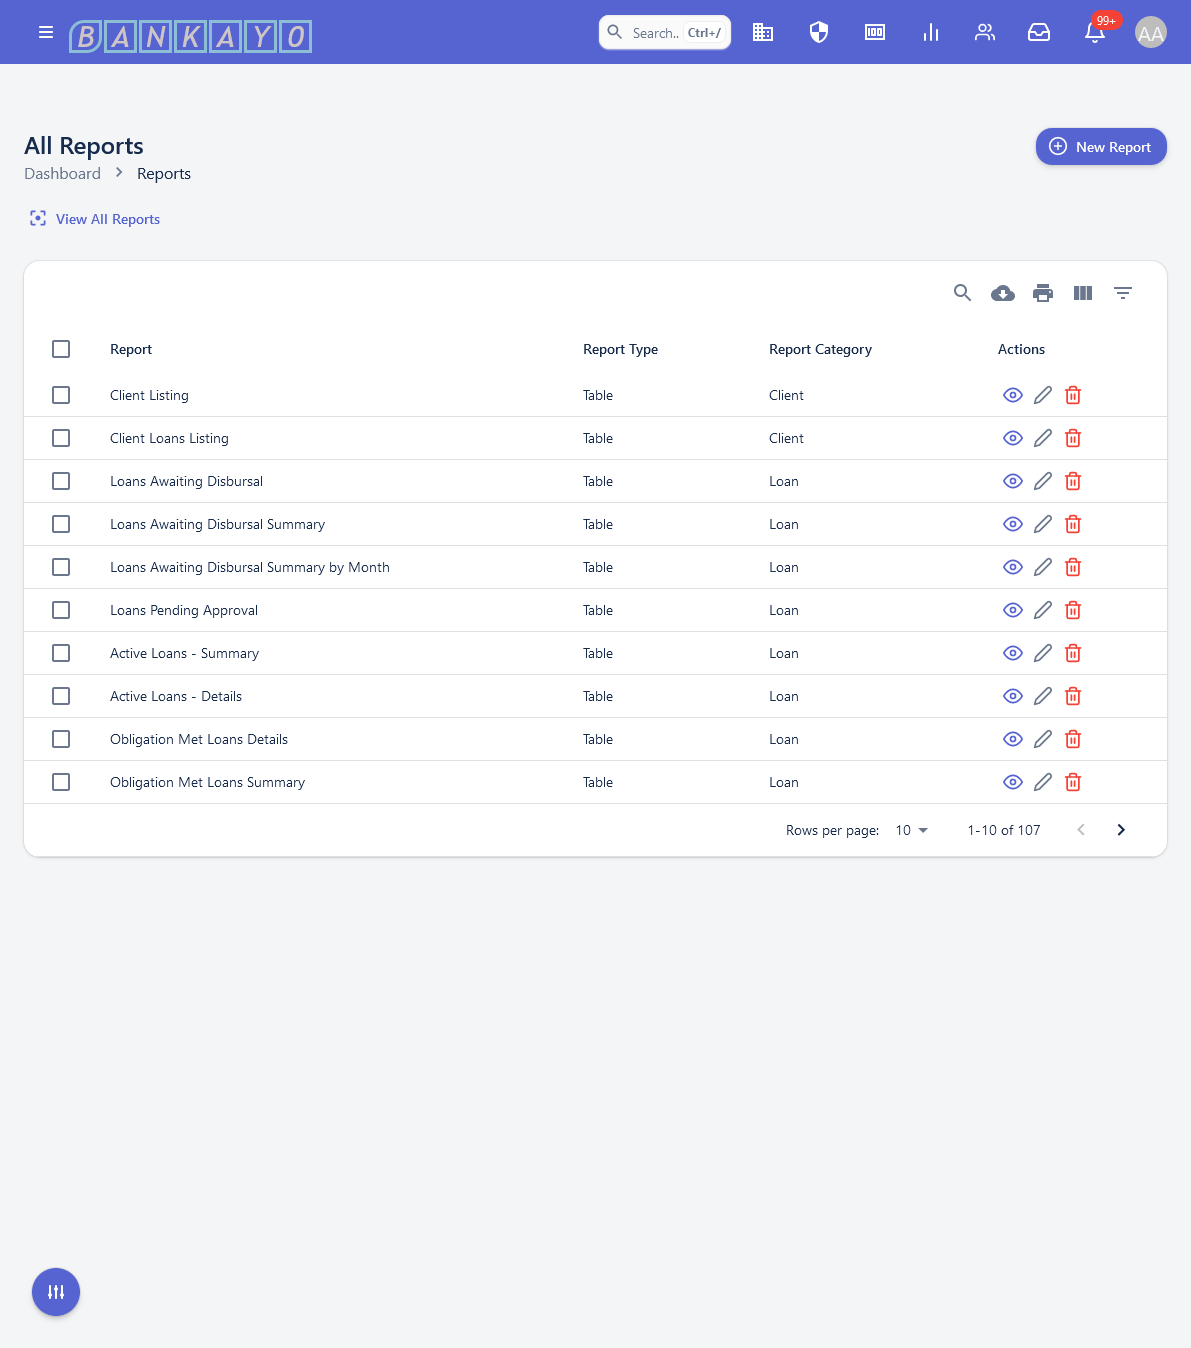 BANKAYO
Search.. Ctrl+/
99+
AA
All Reports
Dashboard Reports
New Report
View All Reports
Report Report Type Report Category Actions
Client Listing Table Client
Client Loans Listing Table Client
Loans Awaiting Disbursal Table Loan
Loans Awaiting Disbursal Summary Table Loan
Loans Awaiting Disbursal Summary by Month Table Loan
Loans Pending Approval Table Loan
Active Loans - Summary Table Loan
Active Loans - Details Table Loan
Obligation Met Loans Details Table Loan
Obligation Met Loans Summary Table Loan
Rows per page: 10 1-10 of 107